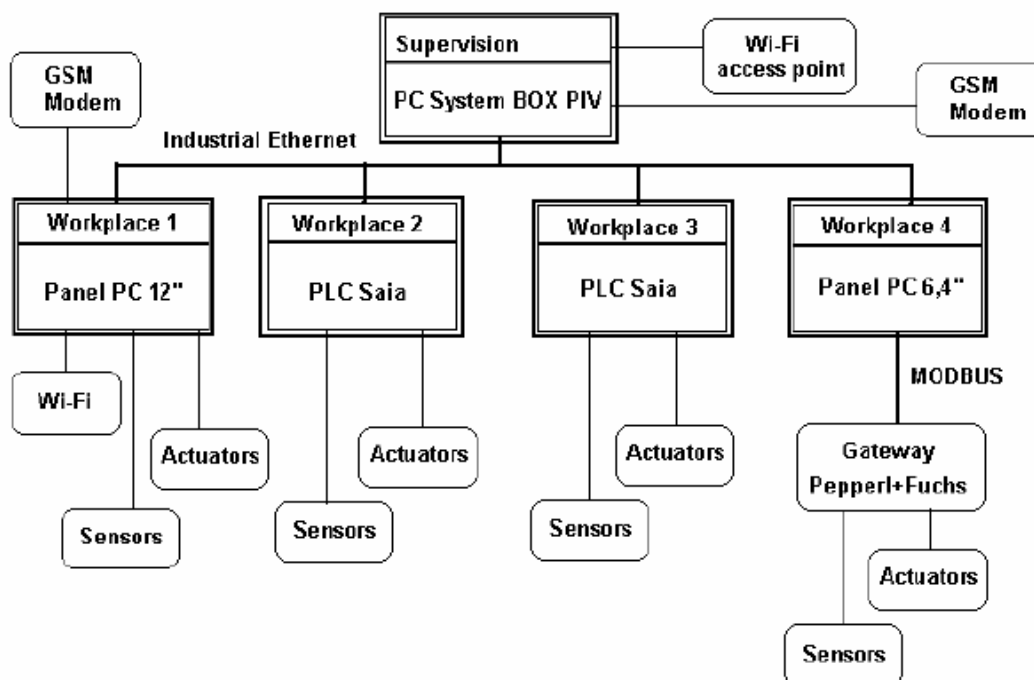 Supervision
PC System BOX PIV
Wi-Fi
access point
GSM
Modem
GSM
Modem
Industrial Ethernet
Workplace 1
Panel PC 12"
Workplace 2
PLC Saia
Workplace 3
PLC Saia
Workplace 4
Panel PC 6,4"
MODBUS
Wi-Fi
Actuators
Sensors
Actuators
Sensors
Actuators
Sensors
Gateway
Pepperl+Fuchs
Actuators
Sensors